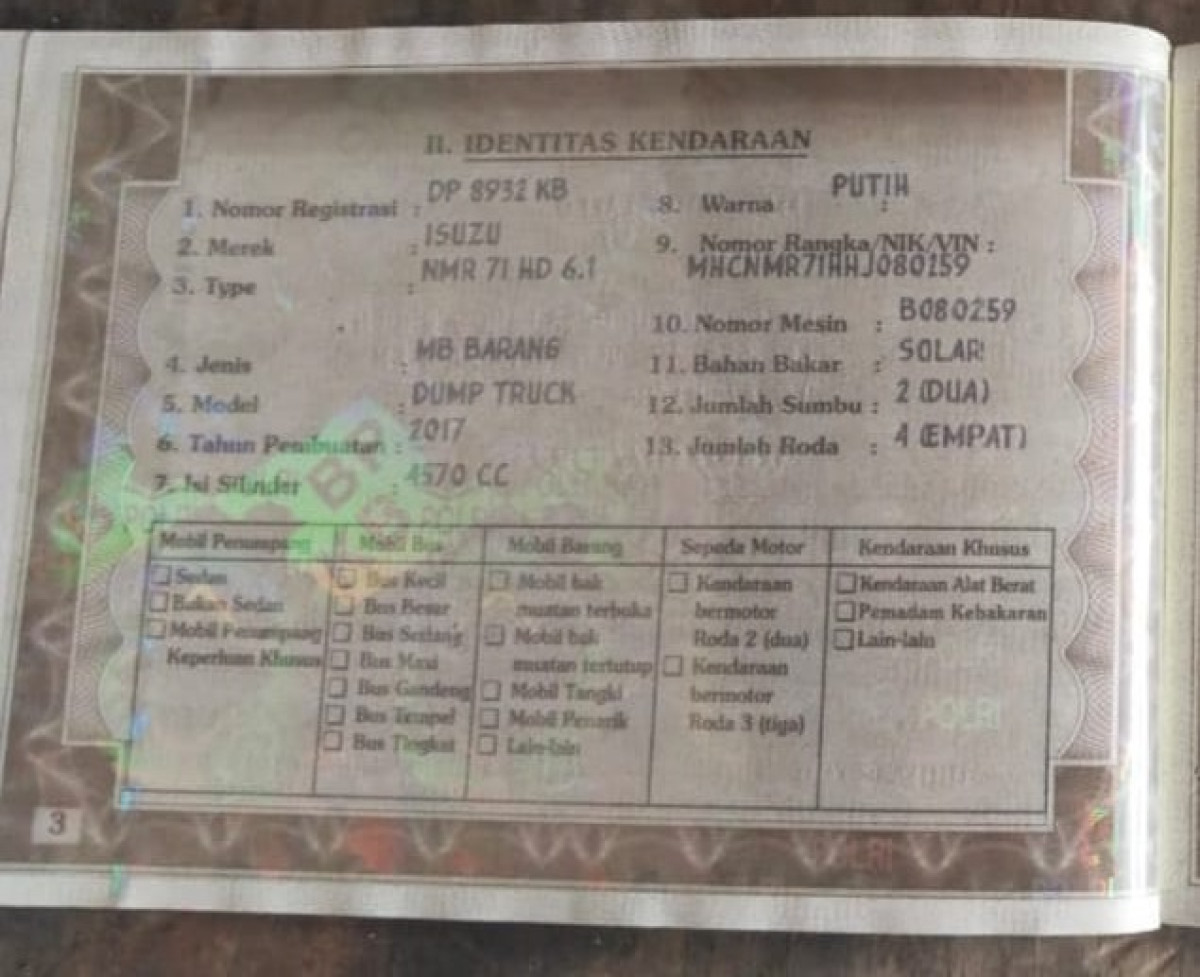 II. IDENTITAS KENDARAAN
1. Nomor Registrasi : DP 8932 KB
2. Merek : ISUZU
3. Type : NMR 71 HD 6.1
4. Jenis : MB BARANG
5. Model : DUMP TRUCK
6. Tahun Pembuatan : 2017
7. Isi Silinder : 4570 CC
8. Warna : PUTIH
9. Nomor Rangka/NIK/VIN :
MHCNMR71HHJ080259
10. Nomor Mesin : B080259
11. Bahan Bakar : SOLAR
12. Jumlah Sumbu : 2 (DUA)
13. Jumlah Roda : 4 (EMPAT)
Mobil Penumpang
Sedan
Bukan Sedan
Mobil Penumpang
Keperluan Khusus
Mobil Bus
Bus Kecil
Bus Besar
Bus Sedang
Bus Maxi
Bus Gandeng
Bus Tempel
Bus Tingkat
Mobil Barang
Mobil bak
muatan terbuka
Mobil bak
muatan tertutup
Mobil Tangki
Mobil Penarik
Lain-lain
Sepeda Motor
Kendaraan
bermotor
Roda 2 (dua)
Kendaraan
bermotor
Roda 3 (tiga)
Kendaraan Khusus
Kendaraan Alat Berat
Pemadam Kebakaran
Lain-lain
POLRI
3